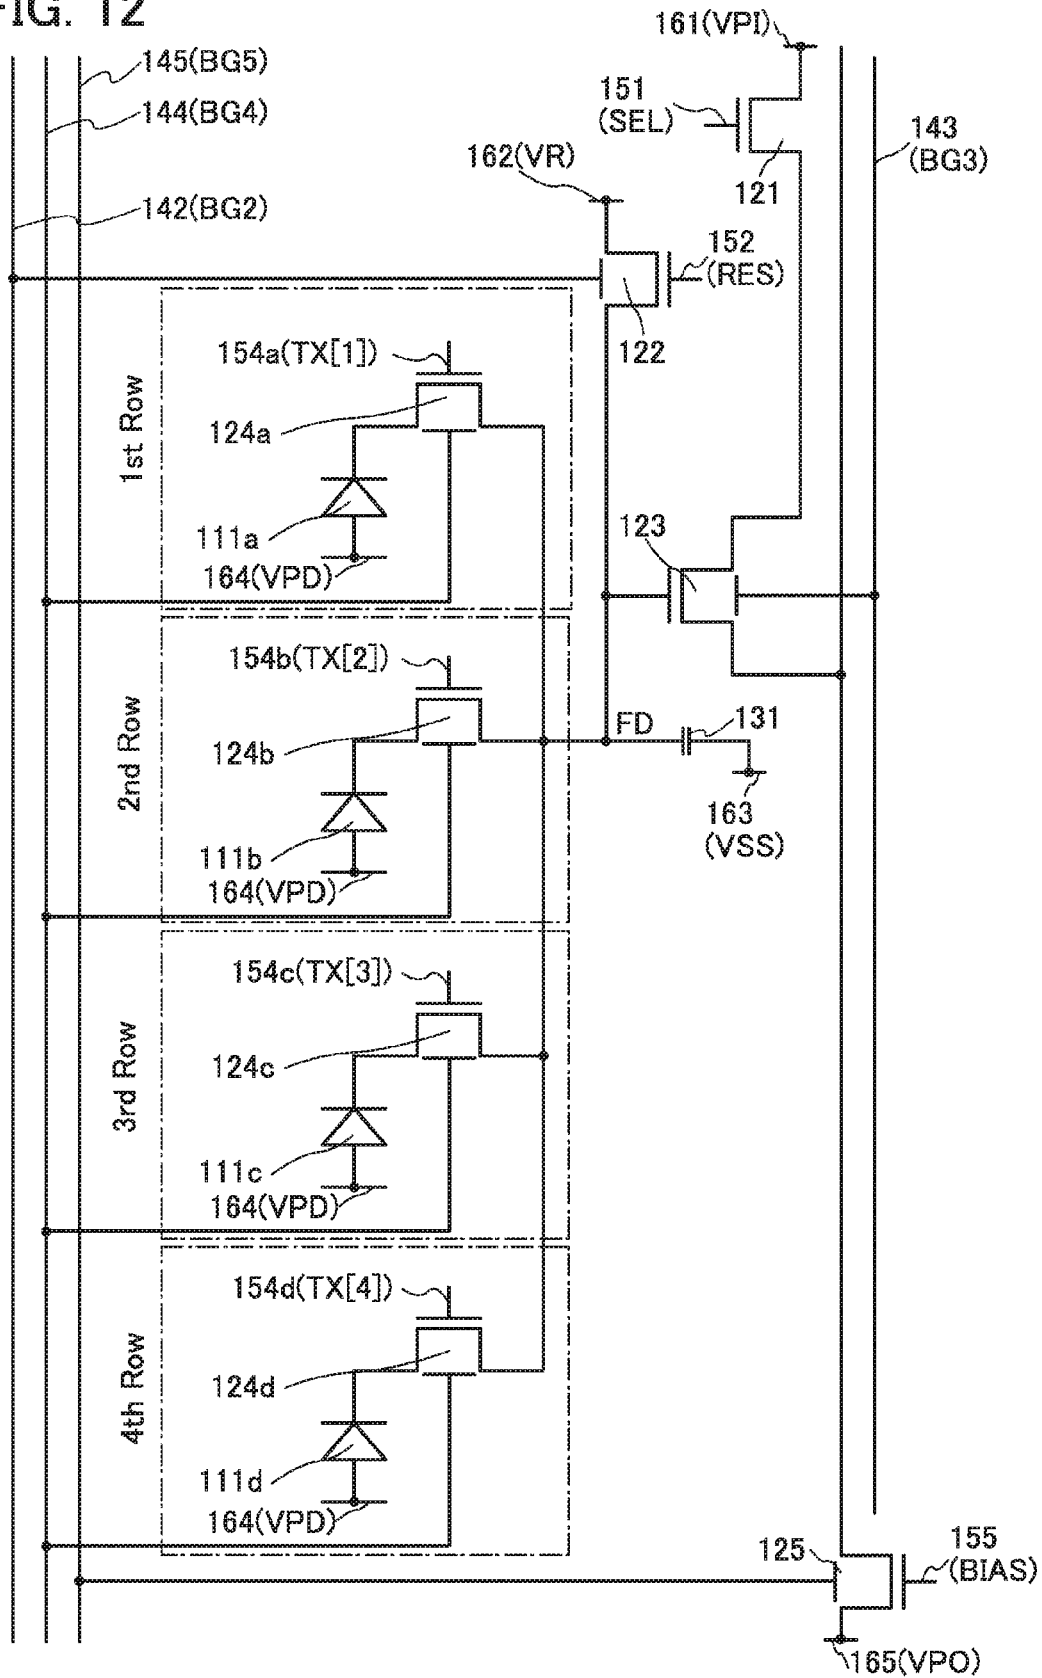 FIG. 12
161(VPI)
145(BG5)
151
(SEL)
144(BG4)
143
(BG3)
162(VR)
121
142(BG2)
152
(RES)
122
1st Row
154a(TX[1])
124a
111a
164(VPD)
123
2nd Row
154b(TX[2])
124b
FD
131
163
(VSS)
111b
164(VPD)
3rd Row
154c(TX[3])
124c
111c
164(VPD)
4th Row
154d(TX[4])
124d
111d
164(VPD)
125
155
(BIAS)
165(VPO)